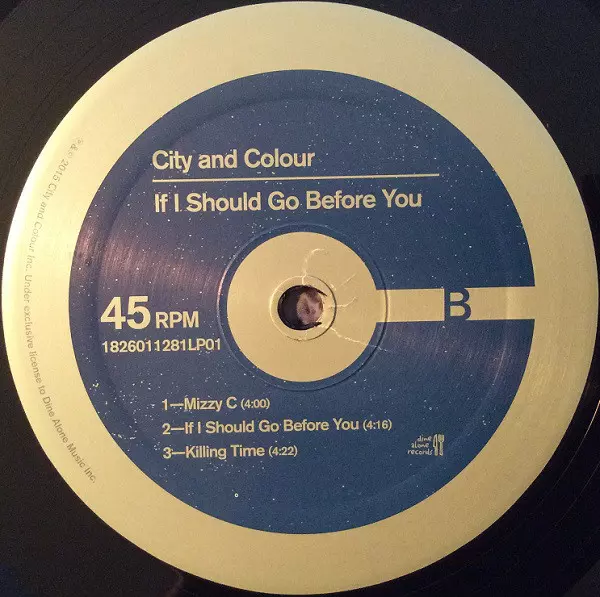 City and Colour
If I Should Go Before You
B
45 RPM
1826011281LP01
1—Mizzy C (4:00)
2—If I Should Go Before You (4:16)
3—Killing Time (4:22)
dine
alone
records
℗ & © 2015 City and Colour Inc. Under exclusive license to Dine Alone Music Inc.